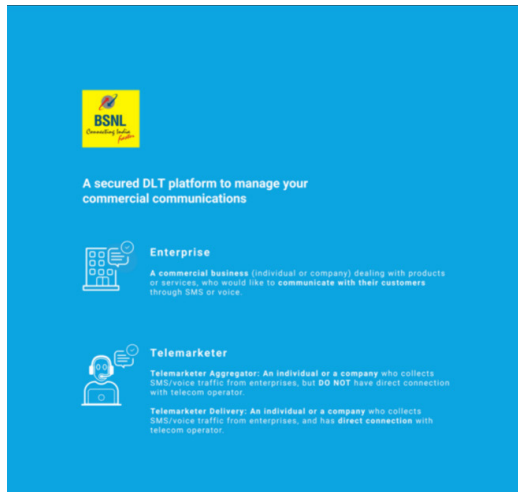 BSNL
Connecting India
faster
A secured DLT platform to manage your
commercial communications
Enterprise
A commercial business (individual or company) dealing with products
or services, who would like to communicate with their customers
through SMS or voice.
Telemarketer
Telemarketer Aggregator: An individual or a company who collects
SMS/voice traffic from enterprises, but DO NOT have direct connection
with telecom operator.
Telemarketer Delivery: An individual or a company who collects
SMS/voice traffic from enterprises, and has direct connection with
telecom operator.